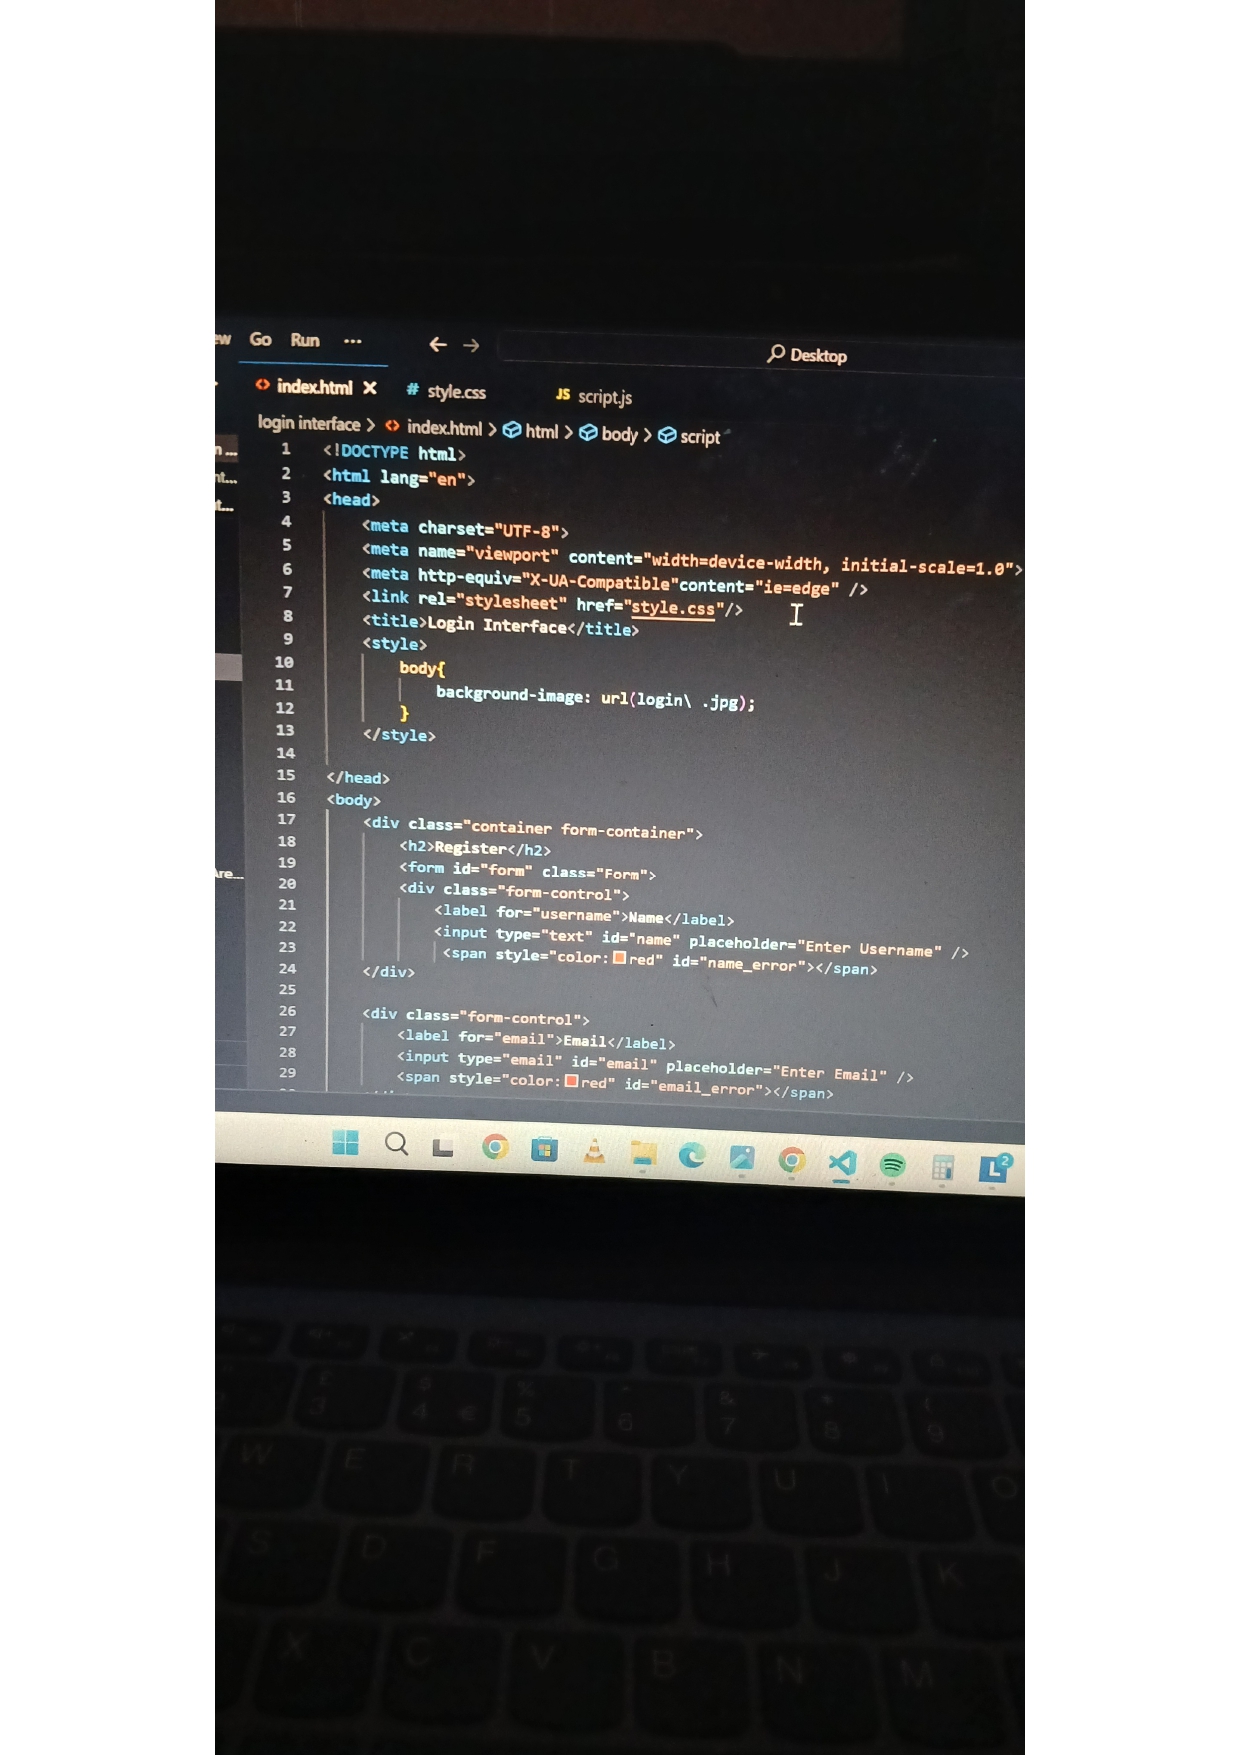 Go Run ...
Desktop
index.html
# style.css
JS script.js
login interface > index.html > html > body > script
1 <!DOCTYPE html>
2 <html lang="en">
3 <head>
4 <meta charset="UTF-8">
5 <meta name="viewport" content="width=device-width, initial-scale=1.0">
6 <meta http-equiv="X-UA-Compatible"content="ie=edge" />
7 <link rel="stylesheet" href="style.css"/>
8 <title>Login Interface</title>
9 <style>
10 body{
11 background-image: url(login\ .jpg);
12 }
13 </style>
14
15 </head>
16 <body>
17 <div class="container form-container">
18 <h2>Register</h2>
19 <form id="form" class="Form">
20 <div class="form-control">
21 <label for="username">Name</label>
22 <input type="text" id="name" placeholder="Enter Username" />
23 <span style="color:red" id="name_error"></span>
24 </div>
25
26 <div class="form-control">
27 <label for="email">Email</label>
28 <input type="email" id="email" placeholder="Enter Email" />
29 <span style="color:red" id="email_error"></span>
L 2
3 4 € 5 6 & 7 8 9
W E R T Y U I O
S D F G H J K
X C V B N M